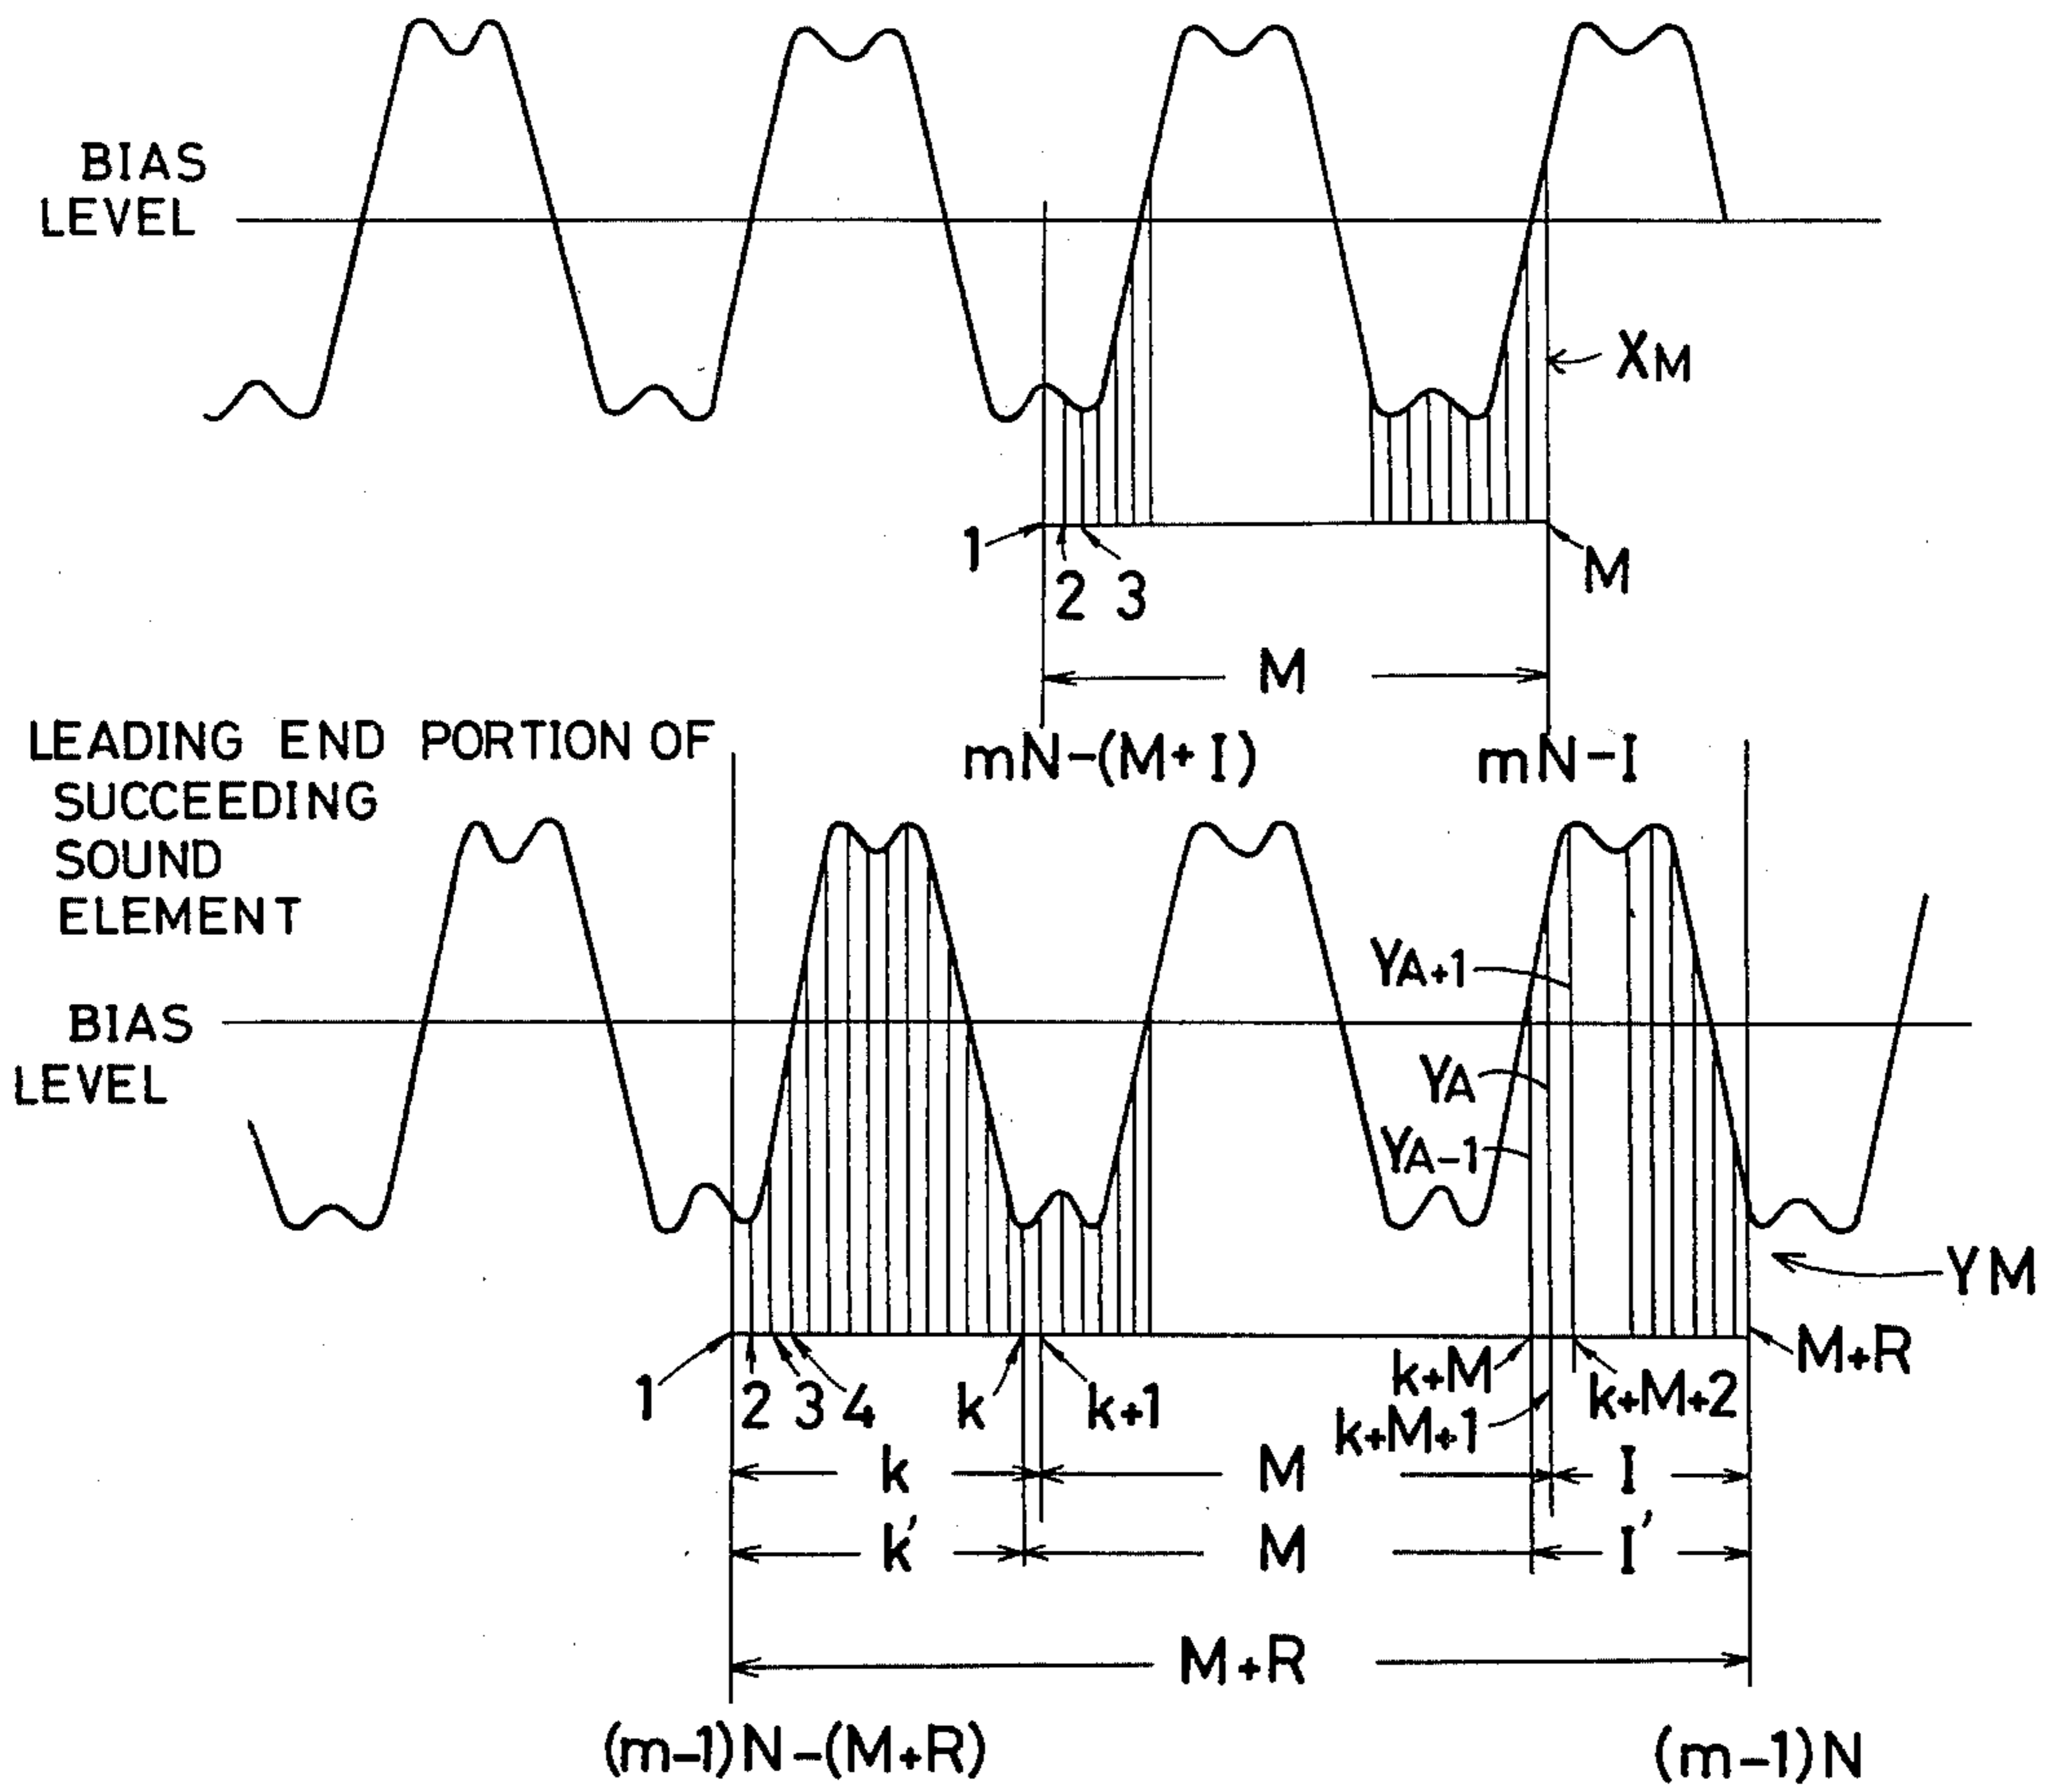 BIAS
LEVEL
XM
1
2
3
M
M
mN-(M+I)
mN-I
LEADING END PORTION OF
SUCCEEDING
SOUND
ELEMENT
YA+1
BIAS
LEVEL
YA
YA-1
YM
1
2
3
4
k
k+1
k+M
k+M+1
k+M+2
M+R
k
M
I
k'
M
I'
M+R
(m-1)N-(M+R)
(m-1)N